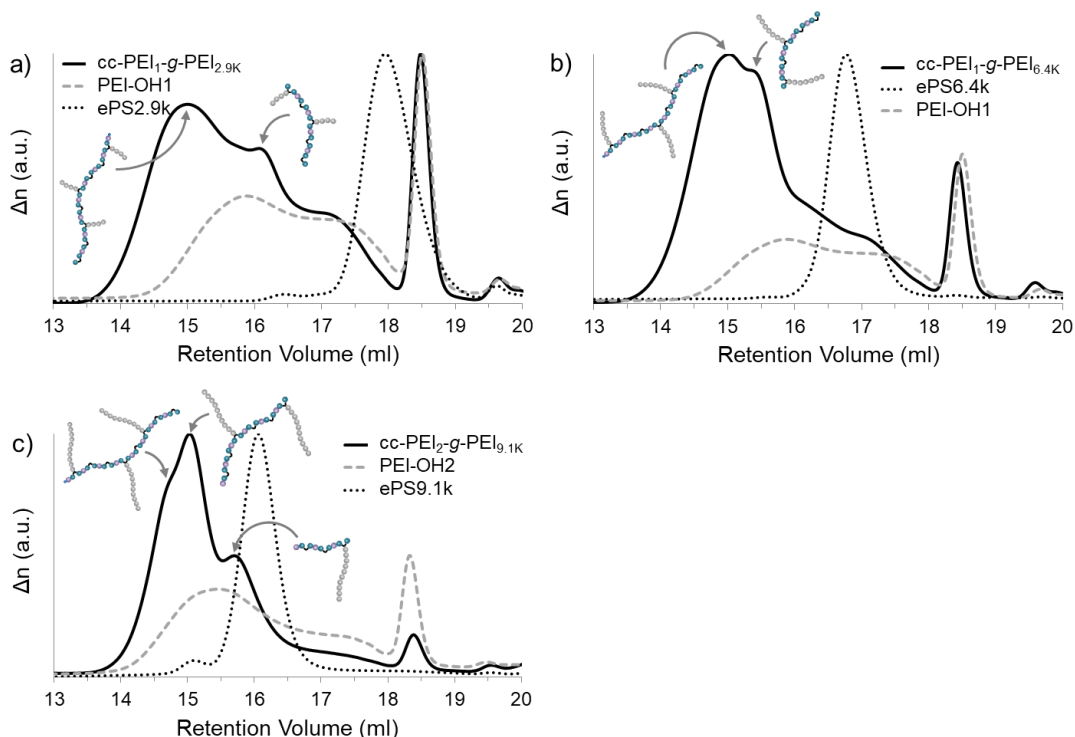 a)
cc-PEI₁-g-PEI₂.₉ₖ
PEI-OH1
ePS2.9k
Δn (a.u.)
13 14 15 16 17 18 19 20
Retention Volume (ml)
b)
cc-PEI₁-g-PEI₆.₄ₖ
ePS6.4k
PEI-OH1
Δn (a.u.)
13 14 15 16 17 18 19 20
Retention Volume (ml)
c)
cc-PEI₂-g-PEI₉.₁ₖ
PEI-OH2
ePS9.1k
Δn (a.u.)
13 14 15 16 17 18 19 20
Retention Volume (ml)